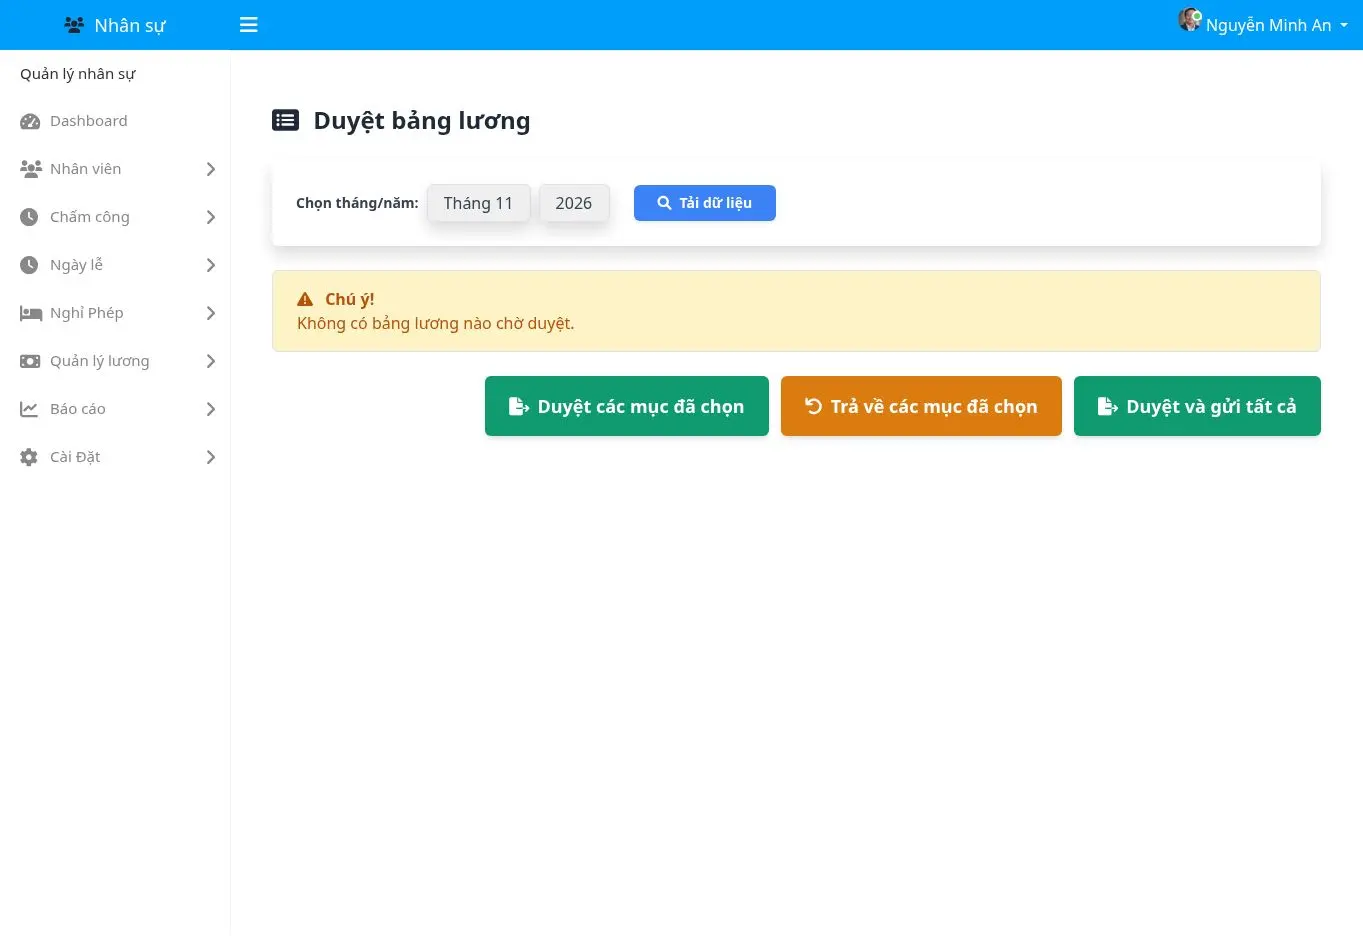 Nhân sự
Nguyễn Minh An
Quản lý nhân sự
Dashboard
Nhân viên
Chấm công
Ngày lễ
Nghỉ Phép
Quản lý lương
Báo cáo
Cài Đặt
Duyệt bảng lương
Chọn tháng/năm: Tháng 11 2026 Tải dữ liệu
Chú ý!
Không có bảng lương nào chờ duyệt.
Duyệt các mục đã chọn Trả về các mục đã chọn Duyệt và gửi tất cả